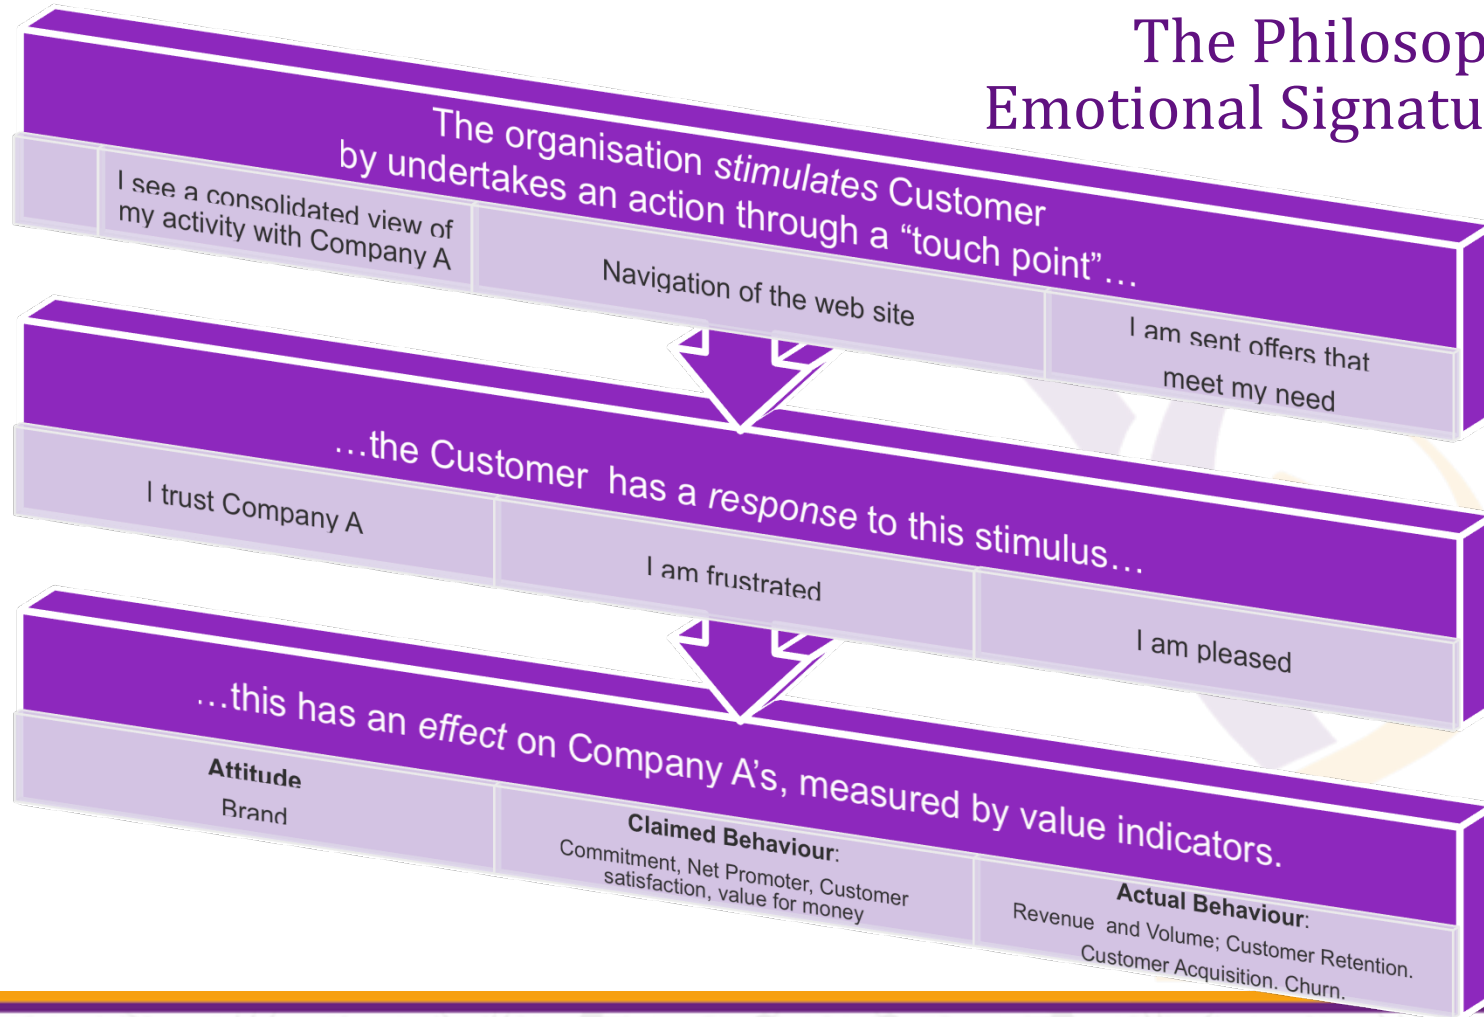 The Philosop
Emotional Signatu
The organisation stimulates Customer
by undertakes an action through a “touch point”…
I see a consolidated view of
my activity with Company A
Navigation of the web site
I am sent offers that
meet my need
…the Customer has a response to this stimulus…
I trust Company A
I am frustrated
I am pleased
…this has an effect on Company A’s, measured by value indicators.
Attitude
Brand
Claimed Behaviour:
Commitment, Net Promoter, Customer
satisfaction, value for money
Actual Behaviour:
Revenue and Volume; Customer Retention.
Customer Acquisition. Churn.